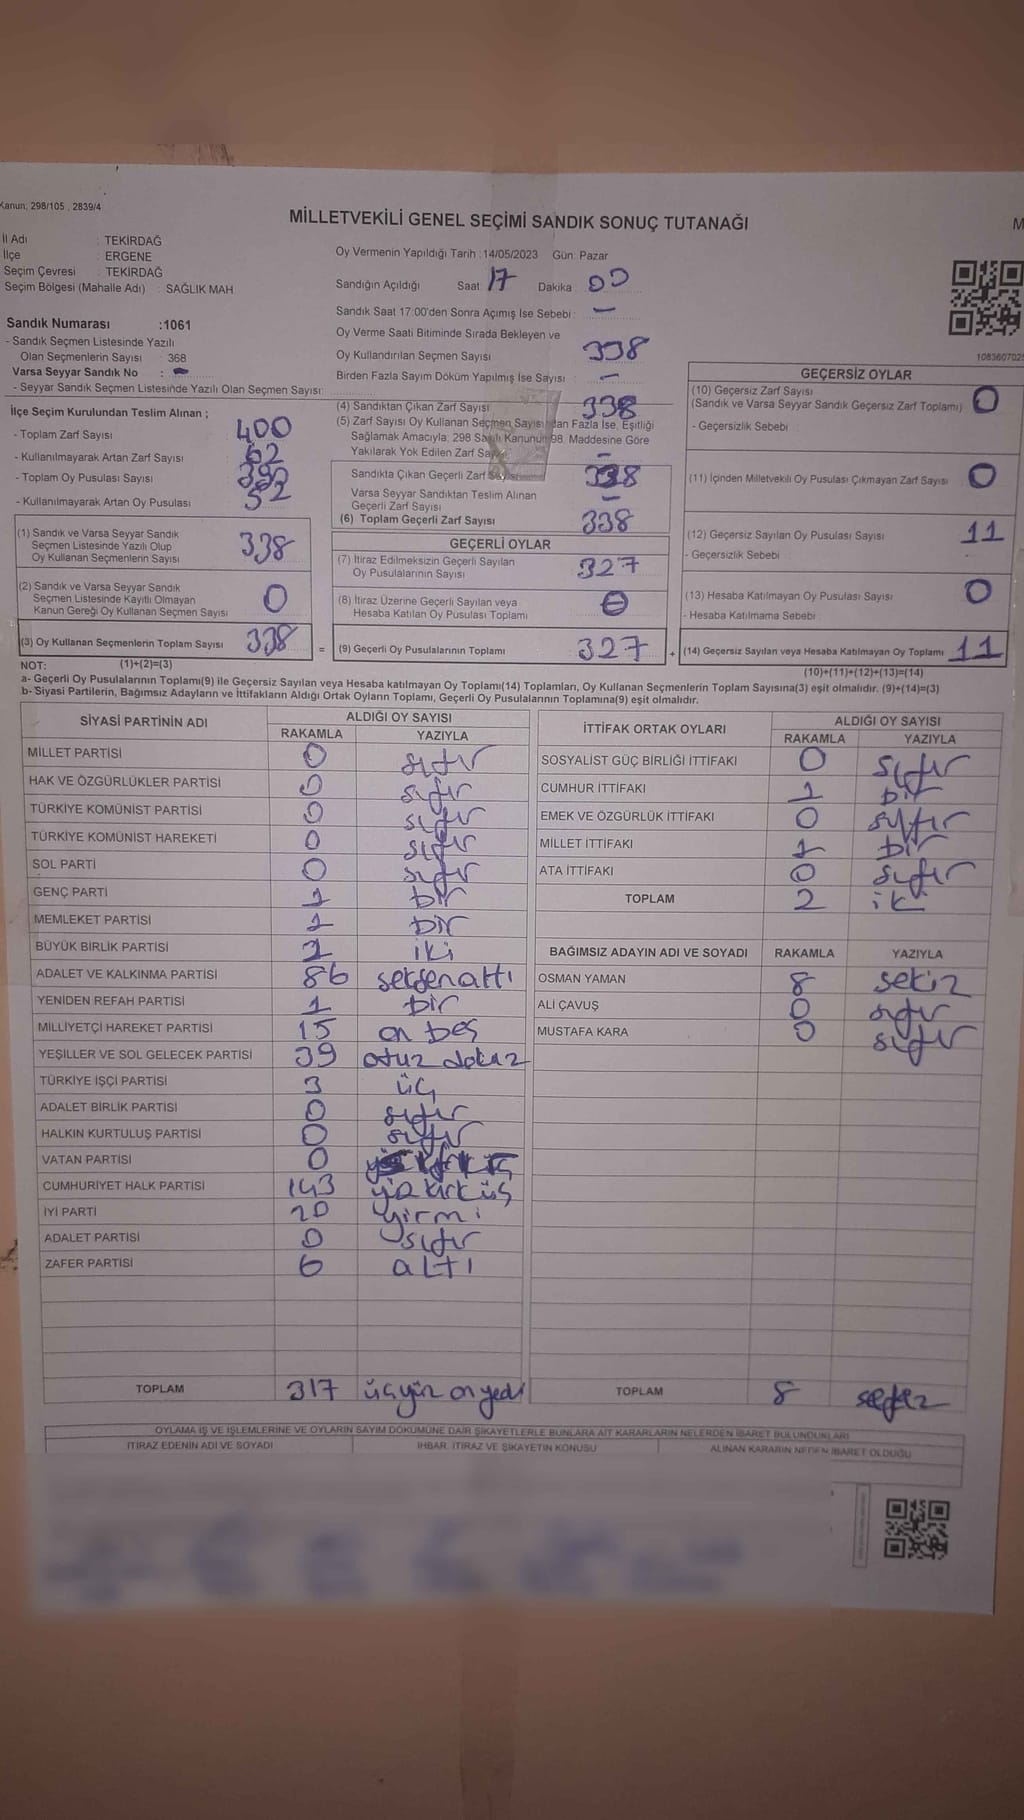 Kanun: 298/105 , 2839/4
MİLLETVEKİLİ GENEL SEÇİMİ SANDIK SONUÇ TUTANAĞI
M
İl Adı : TEKİRDAĞ
İlçe : ERGENE
Seçim Çevresi : TEKİRDAĞ
Seçim Bölgesi (Mahalle Adı) : SAĞLIK MAH
Sandık Numarası :1061
- Sandık Seçmen Listesinde Yazılı
Olan Seçmenlerin Sayısı : 368
Varsa Seyyar Sandık No : -
- Seyyar Sandık Seçmen Listesinde Yazılı Olan Seçmen Sayısı:
Oy Vermenin Yapıldığı Tarih :14/05/2023 Gün: Pazar
Sandığın Açıldığı Saat 17 Dakika : 00
Sandık Saat 17:00'den Sonra Açımış İse Sebebi : -
Oy Verme Saati Bitiminde Sırada Bekleyen ve
Oy Kullandırılan Seçmen Sayısı 338
Birden Fazla Sayım Döküm Yapılmış İse Sayısı : -
108360702
İlçe Seçim Kurulundan Teslim Alınan ;
- Toplam Zarf Sayısı : 400
- Kullanılmayarak Artan Zarf Sayısı : 62
- Toplam Oy Pusulası Sayısı :
- Kullanılmayarak Artan Oy Pusulası : 52
(1) Sandık ve Varsa Seyyar Sandık
Seçmen Listesinde Yazılı Olup
Oy Kullanan Seçmenlerin Sayısı 338
(2) Sandık ve Varsa Seyyar Sandık
Seçmen Listesinde Kayıtlı Olmayan
Kanun Gereği Oy Kullanan Seçmen Sayısı 0
(3) Oy Kullanan Seçmenlerin Toplam Sayısı 338
(1)+(2)=(3)
(4) Sandıktan Çıkan Zarf Sayısı 338
(5) Zarf Sayısı Oy Kullanan Seçmen Sayısından Fazla İse, Eşitliği
Sağlamak Amacıyla; 298 Sayılı Kanunun 98. Maddesine Göre
Yakılarak Yok Edilen Zarf -
Sandıkta Çıkan Geçerli Zarf 338
Varsa Seyyar Sandıktan Teslim Alınan
Geçerli Zarf Sayısı -
(6) Toplam Geçerli Zarf Sayısı 338
GEÇERLİ OYLAR
(7) İtiraz Edilmeksizin Geçerli Sayılan
Oy Pusulalarının Sayısı : 327
(8) İtiraz Üzerine Geçerli Sayılan veya
Hesaba Katılan Oy Pusulası Toplamı : 0
= (9) Geçerli Oy Pusulalarının Toplamı : 327
GEÇERSİZ OYLAR
(10) Geçersiz Zarf Sayısı
(Sandık ve Varsa Seyyar Sandık Geçersiz Zarf Toplamı) : 0
- Geçersizlik Sebebi :
(11) İçinden Milletvekili Oy Pusulası Çıkmayan Zarf Sayısı : 0
(12) Geçersiz Sayılan Oy Pusulası Sayısı : 11
- Geçersizlik Sebebi :
(13) Hesaba Katılmayan Oy Pusulası Sayısı : 0
- Hesaba Katılmama Sebebi :
+ (14) Geçersiz Sayılan veya Hesaba Katılmayan Oy Toplamı 11
(10)+(11)+(12)+(13)=(14)
NOT:
a- Geçerli Oy Pusulalarının Toplamı(9) ile Geçersiz Sayılan veya Hesaba katılmayan Oy Toplamı(14) Toplamları, Oy Kullanan Seçmenlerin Toplam Sayısına(3) eşit olmalıdır. (9)+(14)=(3)
b- Siyasi Partilerin, Bağımsız Adayların ve İttifakların Aldığı Ortak Oyların Toplamı, Geçerli Oy Pusulalarının Toplamına(9) eşit olmalıdır.
SİYASİ PARTİNİN ADI ALDIĞI OY SAYISI
RAKAMLA YAZIYLA
MİLLET PARTİSİ 0 sıfır
HAK VE ÖZGÜRLÜKLER PARTİSİ 0 sıfır
TÜRKİYE KOMÜNİST PARTİSİ 0 sıfır
TÜRKİYE KOMÜNİST HAREKETİ 0 sıfır
SOL PARTİ 0 sıfır
GENÇ PARTİ 1 bir
MEMLEKET PARTİSİ 1 bir
BÜYÜK BİRLİK PARTİSİ 2 iki
ADALET VE KALKINMA PARTİSİ 86 seksenaltı
YENİDEN REFAH PARTİSİ 1 bir
MİLLİYETÇİ HAREKET PARTİSİ 15 on beş
YEŞİLLER VE SOL GELECEK PARTİSİ 39 otuz dokuz
TÜRKİYE İŞÇİ PARTİSİ 3 üç
ADALET BİRLİK PARTİSİ 0 sıfır
HALKIN KURTULUŞ PARTİSİ 0 sıfır
VATAN PARTİSİ 0
CUMHURİYET HALK PARTİSİ 143 yüz kırk üç
İYİ PARTİ 20 yirmi
ADALET PARTİSİ 0 sıfır
ZAFER PARTİSİ 6 altı
TOPLAM 317 üçyüz on yedi
İTTİFAK ORTAK OYLARI ALDIĞI OY SAYISI
RAKAMLA YAZIYLA
SOSYALİST GÜÇ BİRLİĞİ İTTİFAKI 0 sıfır
CUMHUR İTTİFAKI 1 bir
EMEK VE ÖZGÜRLÜK İTTİFAKI 0 sıfır
MİLLET İTTİFAKI 1 bir
ATA İTTİFAKI 0 sıfır
TOPLAM 2 iki
BAĞIMSIZ ADAYIN ADI VE SOYADI RAKAMLA YAZIYLA
OSMAN YAMAN 8 sekiz
ALİ ÇAVUŞ 0 sıfır
MUSTAFA KARA 0 sıfır
TOPLAM 8 sekiz
OYLAMA İŞ VE İŞLEMLERİNE VE OYLARIN SAYIM DÖKÜMÜNE DAİR ŞİKAYETLERLE BUNLARA AİT KARARLARIN NELERDEN İBARET BULUNDUKLARI
İTİRAZ EDENİN ADI VE SOYADI İHBAR, İTİRAZ VE ŞİKAYETİN KONUSU ALINAN KARARIN NEDEN İBARET OLDUĞU